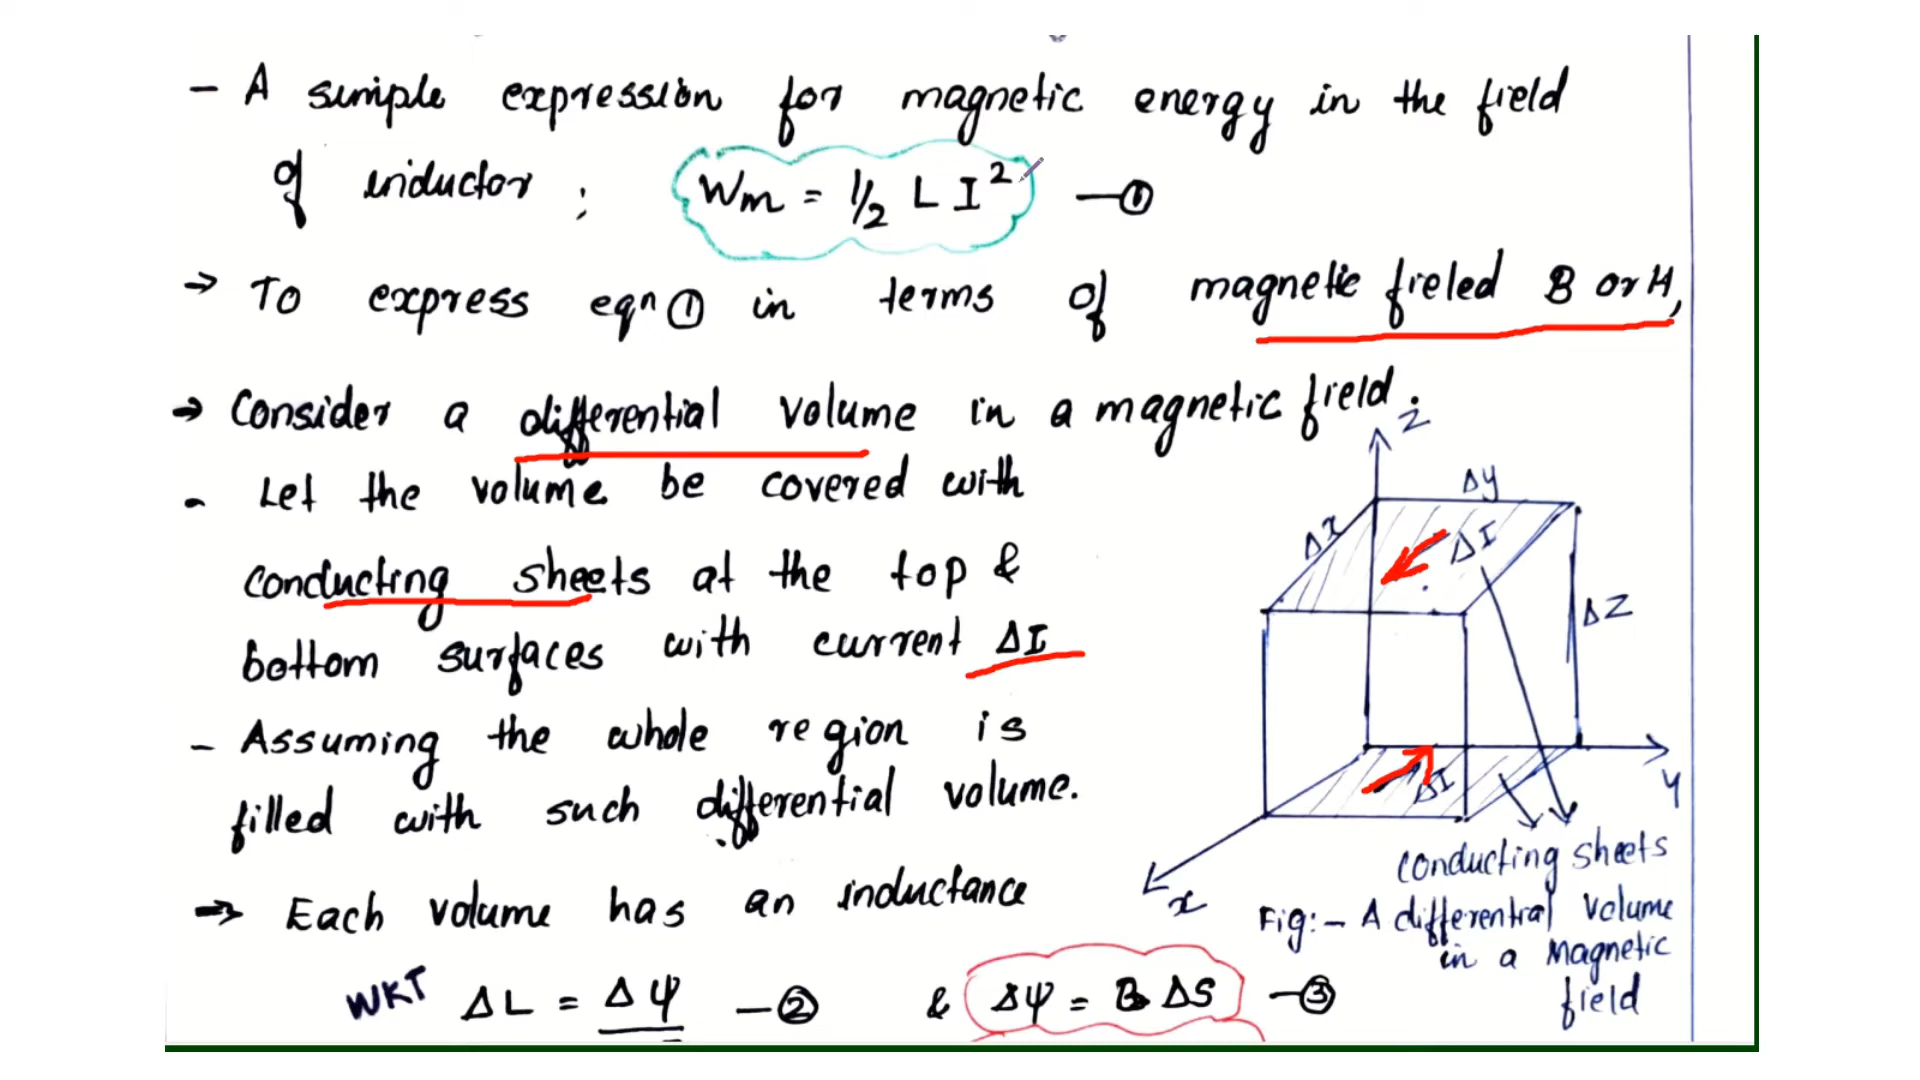 - A simple expression for magnetic energy in the field
of inductor ; Wm = 1/2 L I² —①
→ To express eqn ① in terms of magnetic fieled B or H,
→ Consider a differential volume in a magnetic field.
- Let the volume be covered with
conducting sheets at the top &
bottom surfaces with current ΔI
- Assuming the whole region is
filled with such differential volume.
→ Each volume has an inductance
WKT ΔL = Δψ —② & Δψ = B ΔS —③
Z
Δy
Δx
ΔI
ΔZ
ΔI
y
x
conducting sheets
Fig:- A differential volume
in a magnetic
field